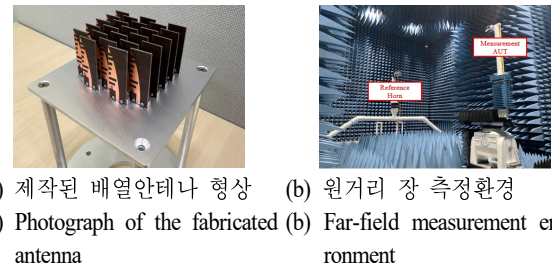 Reference
Horn
Measurement
AUT
) 제작된 배열안테나 형상 (b) 원거리 장 측정환경
) Photograph of the fabricated (b) Far-field measurement en
antenna
ronment